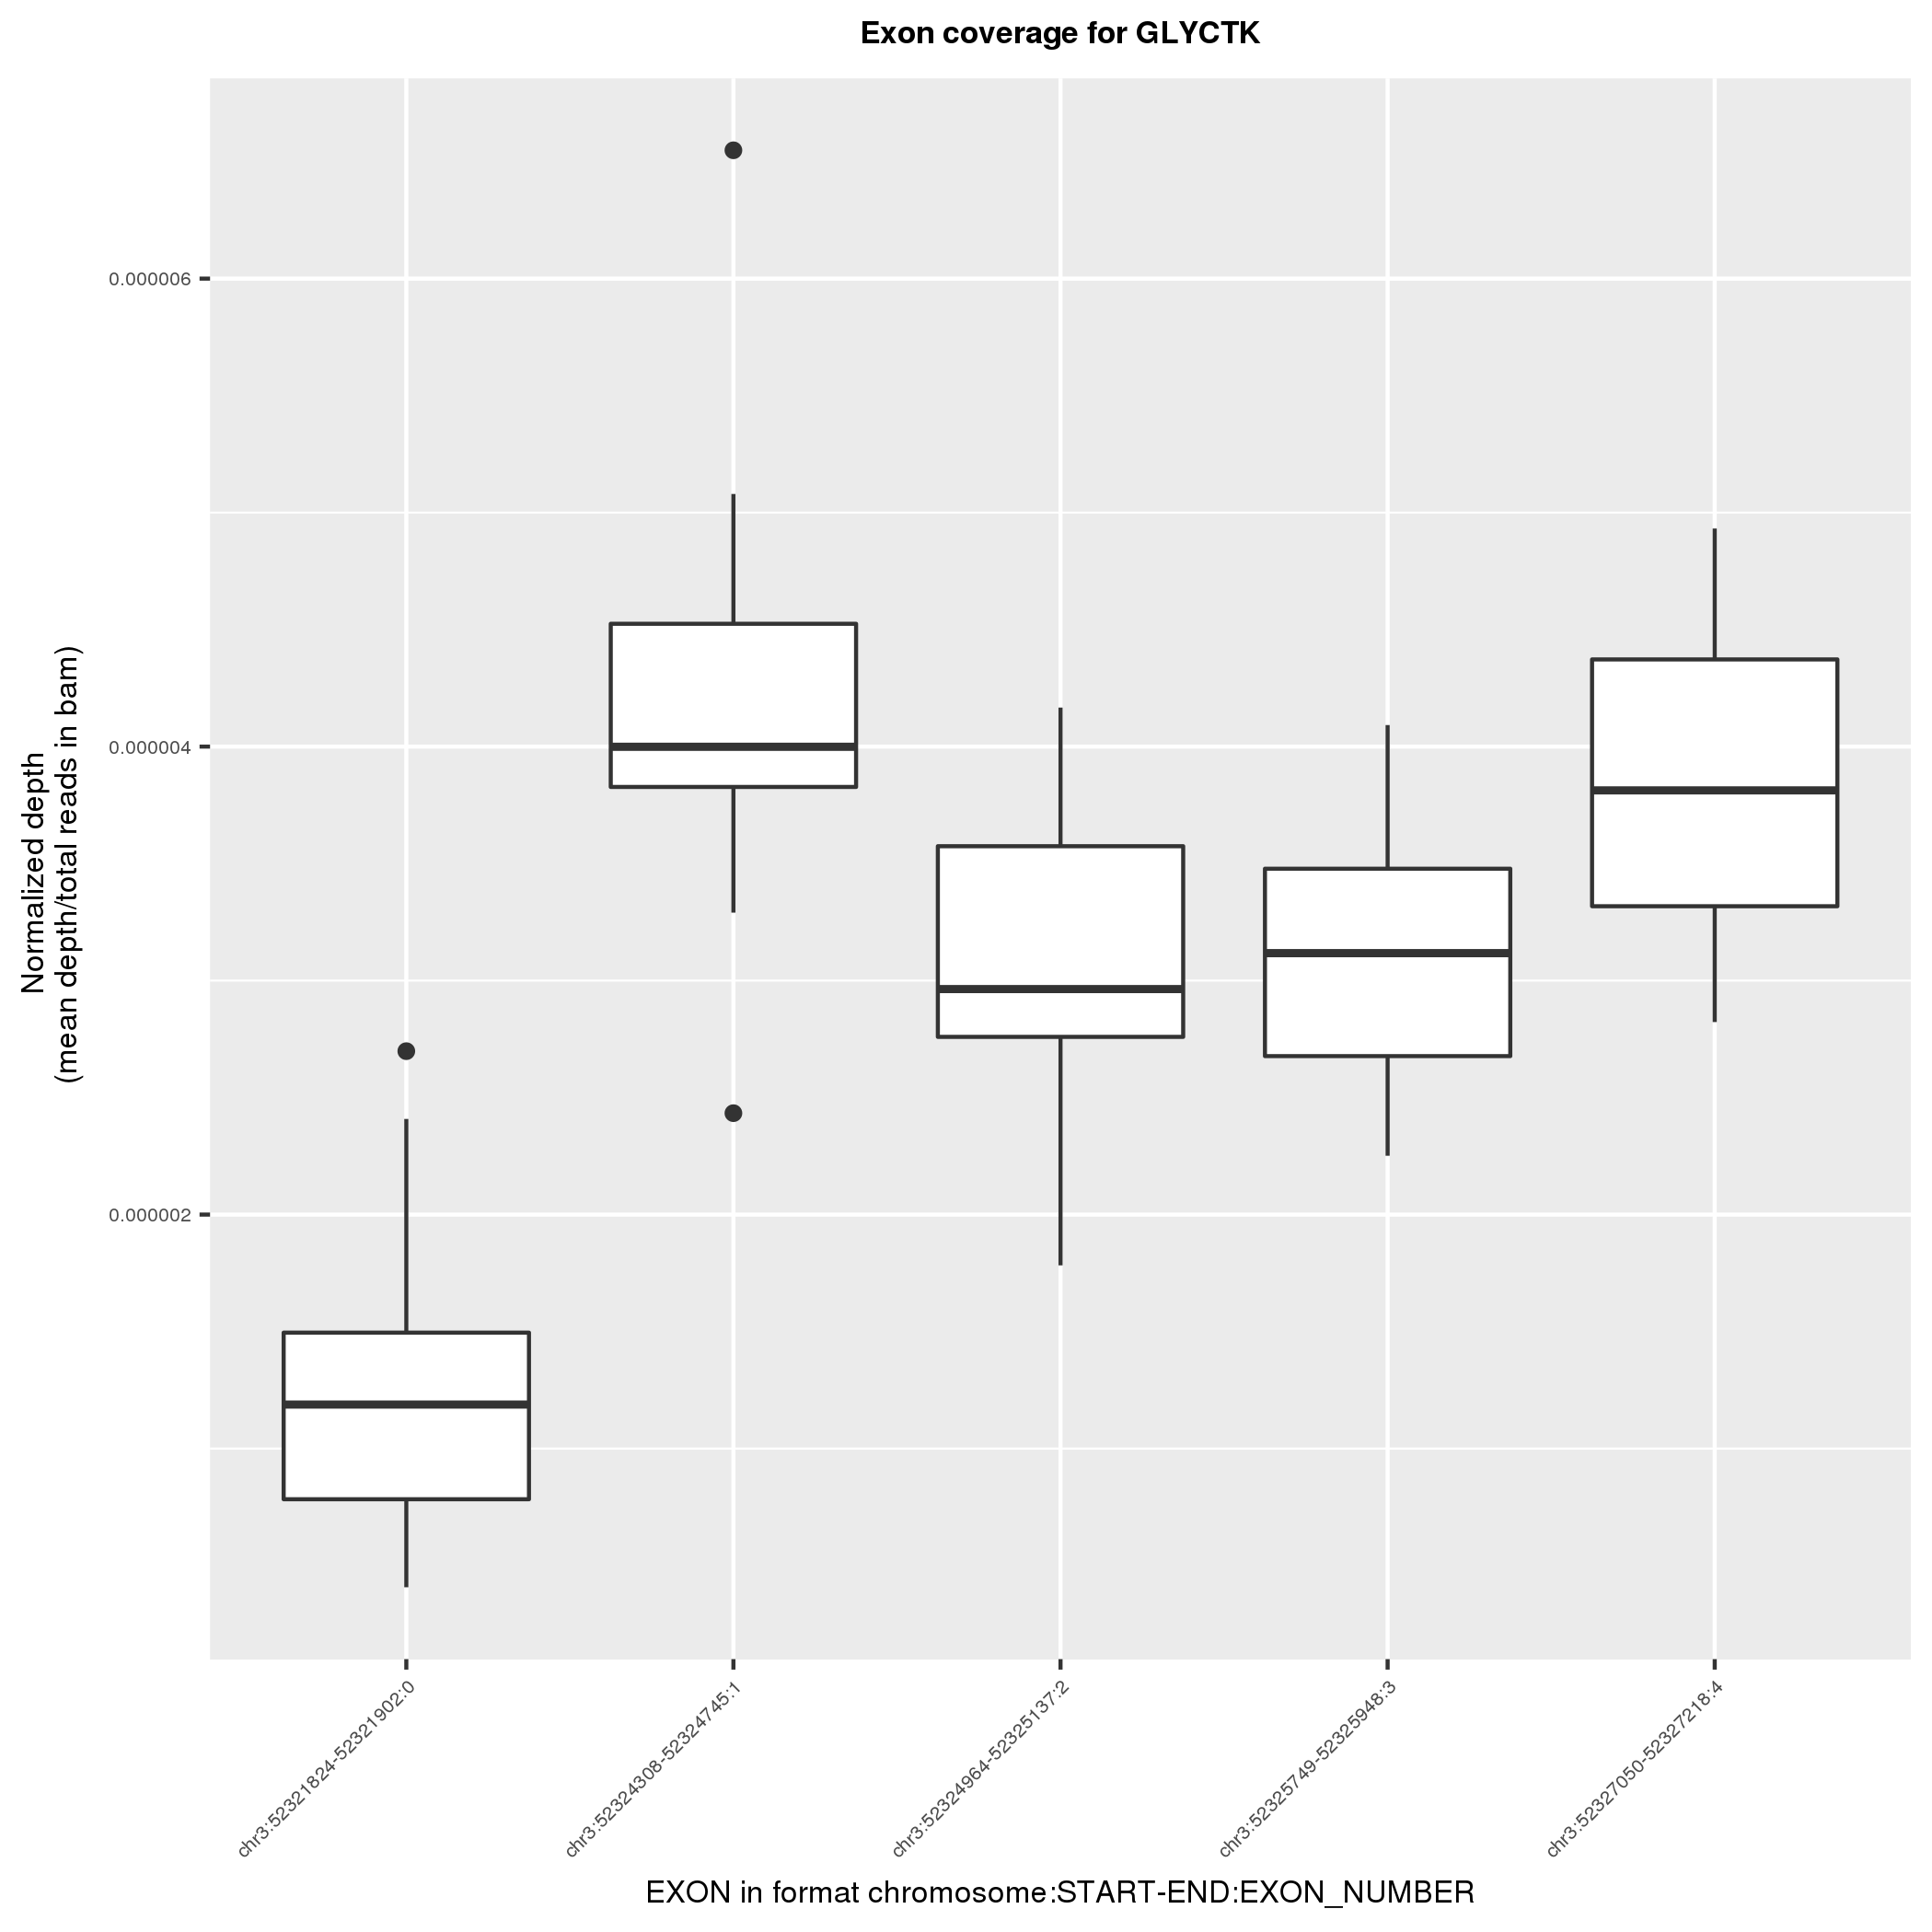 Exon coverage for GLYCTK
Normalized depth
(mean depth/total reads in bam)
0.000006
0.000004
0.000002
chr3:52321824-52321902:0
chr3:52324308-52324745:1
chr3:52324964-52325137:2
chr3:52325749-52325948:3
chr3:52327050-52327218:4
EXON in format chromosome:START-END:EXON_NUMBER